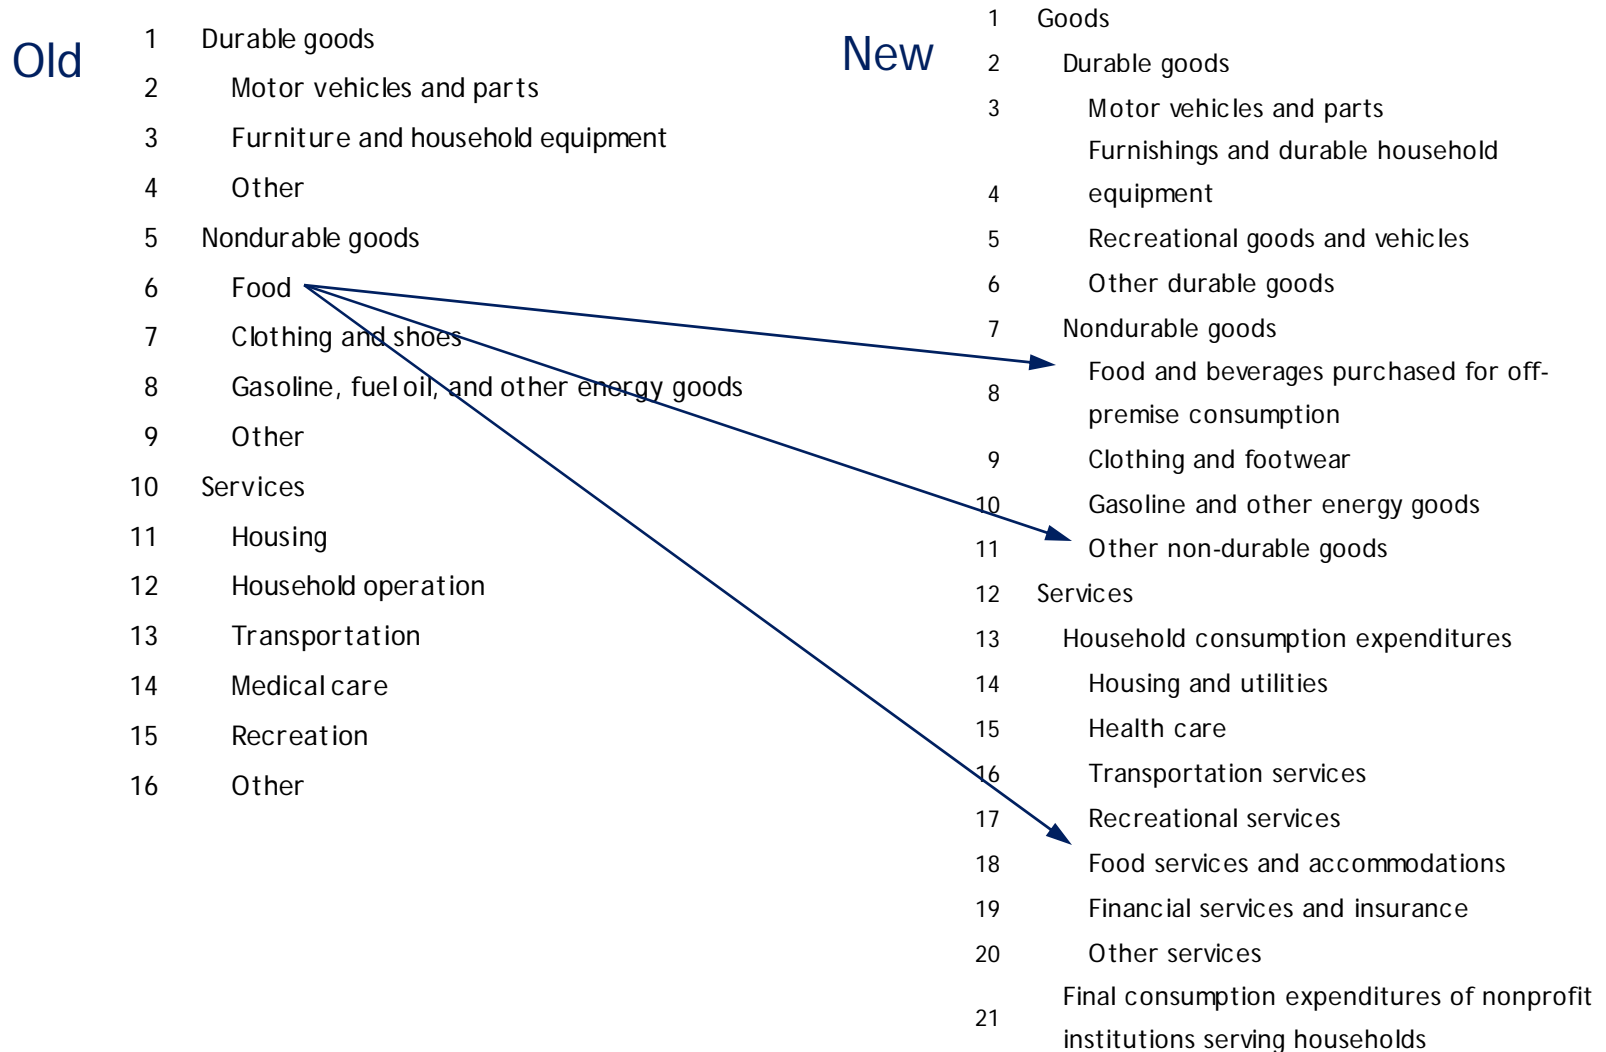 Old
1 Durable goods
2 Motor vehicles and parts
3 Furniture and household equipment
4 Other
5 Nondurable goods
6 Food
7 Clothing and shoes
8 Gasoline, fuel oil, and other energy goods
9 Other
10 Services
11 Housing
12 Household operation
13 Transportation
14 Medical care
15 Recreation
16 Other
New
1 Goods
2 Durable goods
3 Motor vehicles and parts
Furnishings and durable household
4 equipment
5 Recreational goods and vehicles
6 Other durable goods
7 Nondurable goods
8 Food and beverages purchased for off-
premise consumption
9 Clothing and footwear
10 Gasoline and other energy goods
11 Other non-durable goods
12 Services
13 Household consumption expenditures
14 Housing and utilities
15 Health care
16 Transportation services
17 Recreational services
18 Food services and accommodations
19 Financial services and insurance
20 Other services
21 Final consumption expenditures of nonprofit
institutions serving households